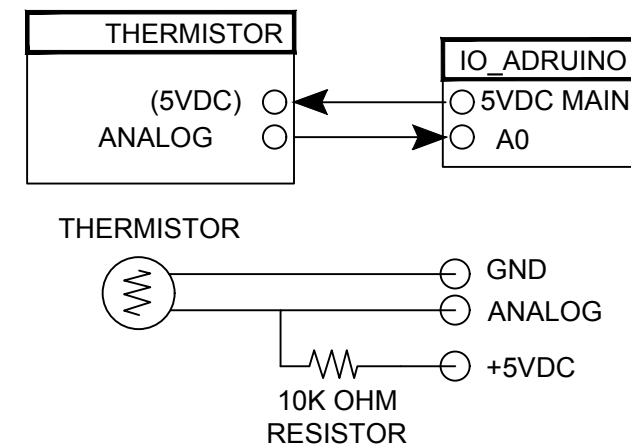 THERMISTOR
IO_ADRUINO
(5VDC)
5VDC MAIN
ANALOG
A0
THERMISTOR
GND
ANALOG
+5VDC
10K OHM
RESISTOR